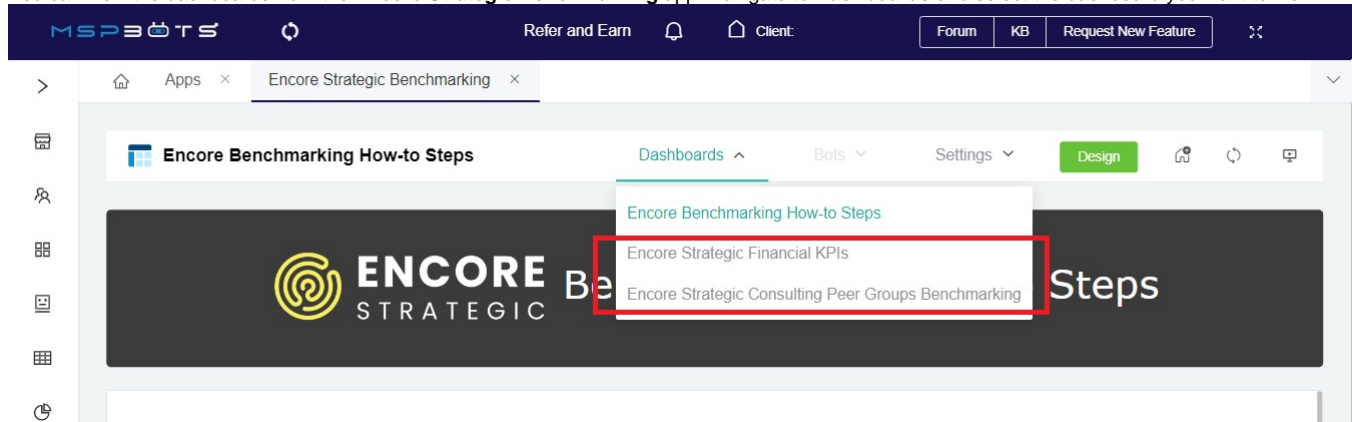 MSPBOTS
Refer and Earn
Client:
Forum
KB
Request New Feature
Apps
Encore Strategic Benchmarking
Encore Benchmarking How-to Steps
Dashboards
Bots
Settings
Design
Encore Benchmarking How-to Steps
Encore Strategic Financial KPIs
Encore Strategic Consulting Peer Groups Benchmarking
ENCORE
STRATEGIC
Be
Steps